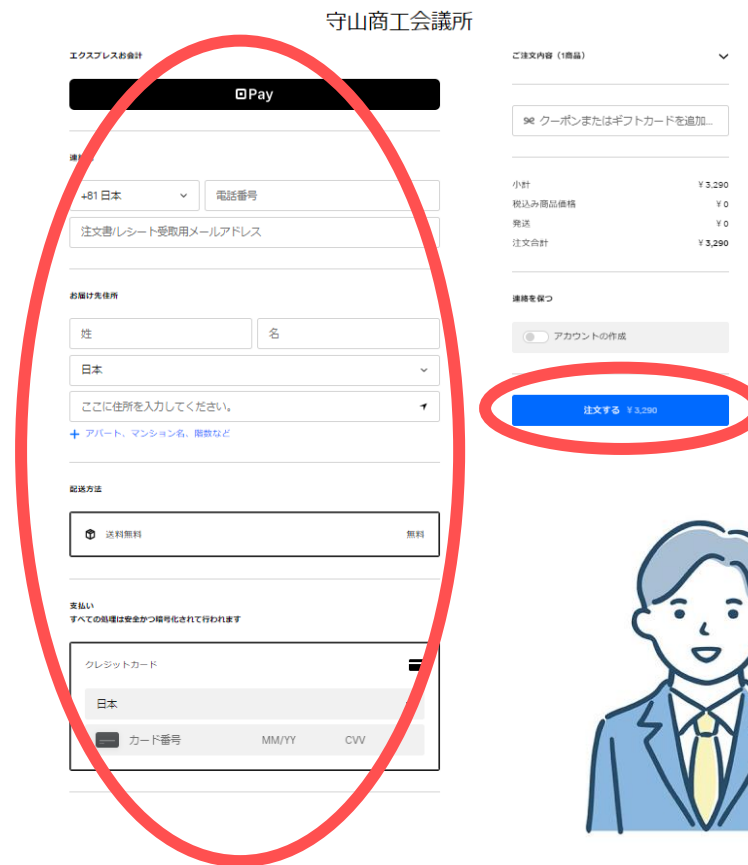 守山商工会議所
エクスプレスお会計
Pay
+81 日本
電話番号
注文書/レシート受取用メールアドレス
お届け先住所
姓
名
日本
ここに住所を入力してください。
+ アパート、マンション名、階数など
配送方法
送料無料
無料
支払い
すべての処理は安全かつ暗号化されて行われます
クレジットカード
日本
カード番号 MM/YY CVV
ご注文内容（1商品）
クーポンまたはギフトカードを追加...
小計 ¥3,290
税込み商品価格 ¥0
発送 ¥0
注文合計 ¥3,290
連絡を保つ
アカウントの作成
注文する ¥3,290